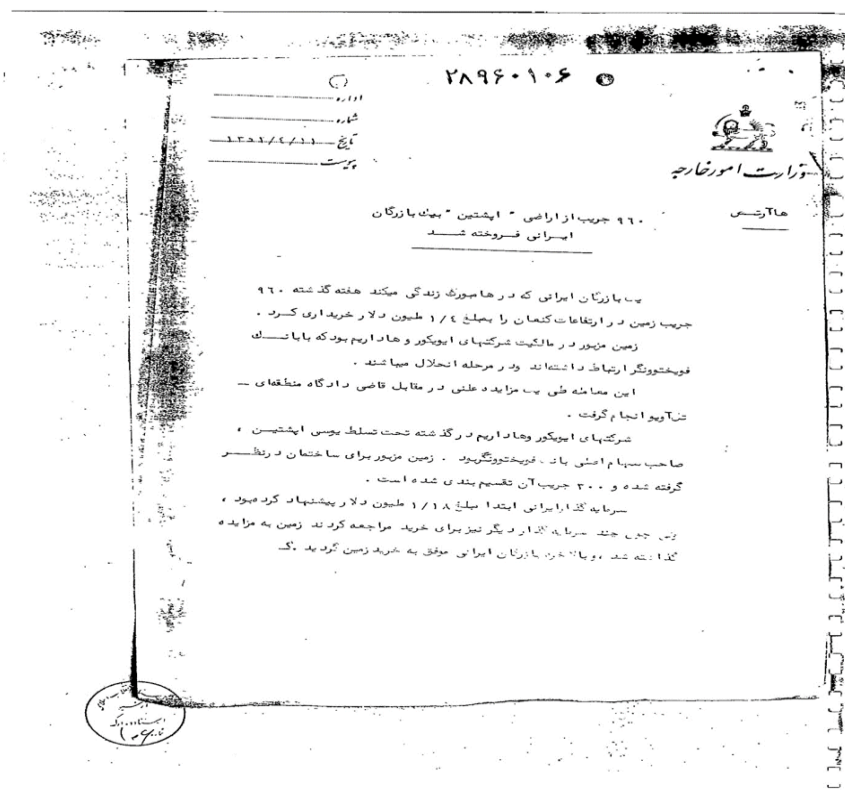 ۲۸۹۶۰۱۰۶
وزارت امور خارجه
اداره
شماره
تاریخ ۱۳۵۱/۴/۱۱
پیوست
هاآرتس
۹۶۰ جریب از اراضی " اپشتین " بیک بازرگان
ایرانی فروخته شد
یک بازرگان ایرانی که در هامبورگ زندگی میکند هفته گذشته ۹۶۰
جریب زمین در ارتفاعات کنعان را بمبلغ ۱/۴ ملیون دلار خریداری کرد .
زمین مزبور در مالکیت شرکتهای ایویکور و هاداریم بود که با بانک
فویختوونگر ارتباط داشته‌اند و در مرحله انحلال میباشند .
این معامله طی یک مزایده علنی در مقابل قاضی دادگاه منطقه‌ای
تل‌آویو انجام گرفت .
شرکتهای ایویکور و هاداریم در گذشته تحت تسلط یوسی اپشتین ،
صاحب سهام اصلی بانک فویختوونگر بود . زمین مزبور برای ساختمان در نظر
گرفته شده و ۳۰۰ جریب آن تقسیم بندی شده است .
سرمایه گذار ایرانی ابتدا مبلغ ۱/۱۸ ملیون دلار پیشنهاد کرده بود ،
ولی چون چند سرمایه گذار دیگر نیز برای خرید مراجعه کردند زمین به مزایده
گذاشته شد ، و بالاخره بازرگان ایرانی موفق به خرید زمین گردید .